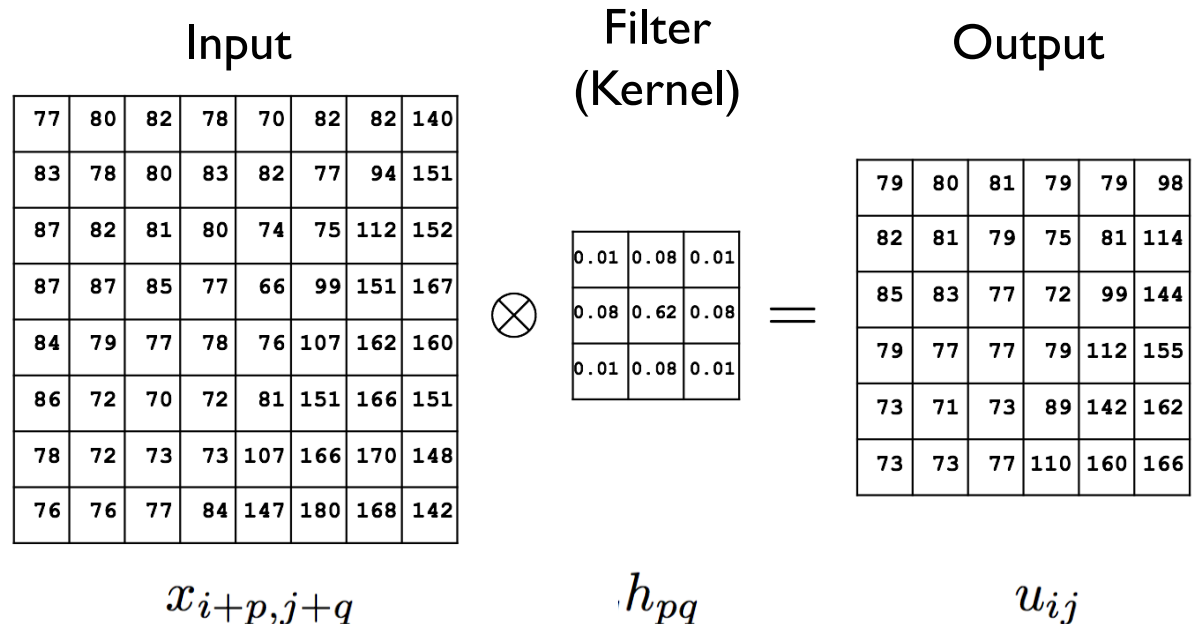 Input
Filter
(Kernel)
Output
77 80 82 78 70 82 82 140
83 78 80 83 82 77 94 151
87 82 81 80 74 75 112 152
87 87 85 77 66 99 151 167
84 79 77 78 76 107 162 160
86 72 70 72 81 151 166 151
78 72 73 73 107 166 170 148
76 76 77 84 147 180 168 142
⊗
0.01 0.08 0.01
0.08 0.62 0.08
0.01 0.08 0.01
=
79 80 81 79 79 98
82 81 79 75 81 114
85 83 77 72 99 144
79 77 77 79 112 155
73 71 73 89 142 162
73 73 77 110 160 166
x_{i+p,j+q}
h_{pq}
u_{ij}